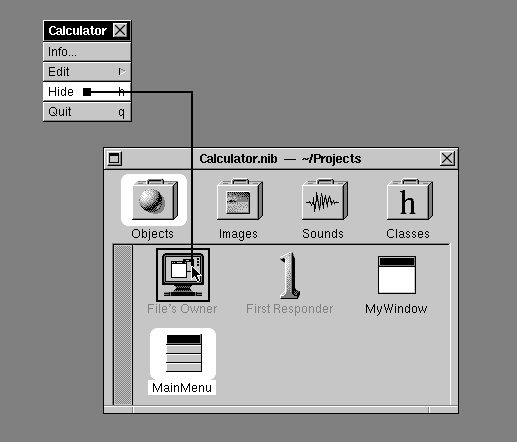 Calculator
Info...
Edit
Hide h
Quit q
Calculator.nib — ~/Projects
Objects Images Sounds Classes
File's Owner First Responder MyWindow
MainMenu